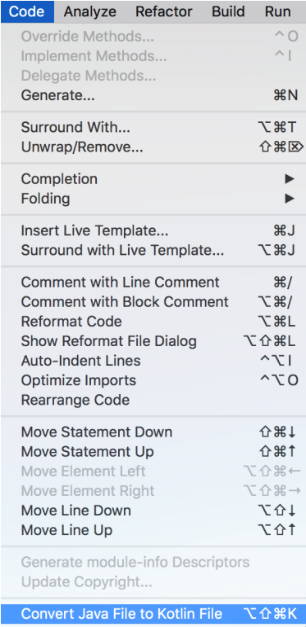 Code Analyze Refactor Build Run
Override Methods... ^O
Implement Methods... ^I
Delegate Methods...
Generate... ⌘N
Surround With... ⌥⌘T
Unwrap/Remove... ⇧⌘⌦
Completion ▶
Folding ▶
Insert Live Template... ⌘J
Surround with Live Template... ⌥⌘J
Comment with Line Comment ⌘/
Comment with Block Comment ⌥⌘/
Reformat Code ⌥⌘L
Show Reformat File Dialog ⌥⇧⌘L
Auto-Indent Lines ^⌥I
Optimize Imports ^⌥O
Rearrange Code
Move Statement Down ⇧⌘↓
Move Statement Up ⇧⌘↑
Move Element Left ⌥⇧⌘←
Move Element Right ⌥⇧⌘→
Move Line Down ⌥⇧↓
Move Line Up ⌥⇧↑
Generate module-info Descriptors
Update Copyright...
Convert Java File to Kotlin File ⌥⇧⌘K